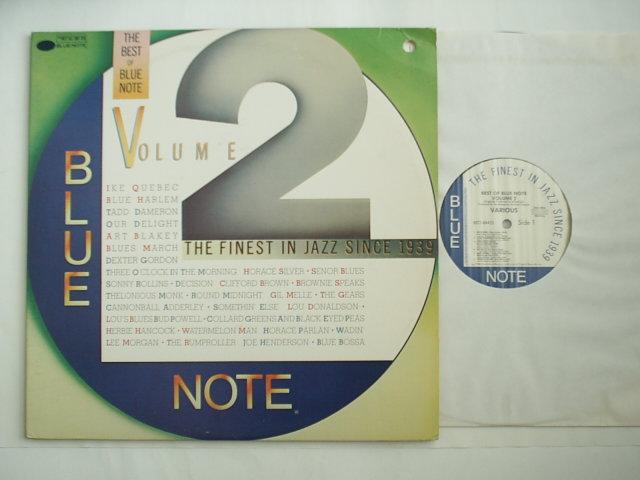 BLUE NOTE
THE
BEST
OF
BLUE
NOTE
2
VOLUME
BLUE
IKE QUEBEC
BLUE HARLEM
TADD DAMERON
OUR DELIGHT
ART BLAKEY
BLUES MARCH
DEXTER GORDON
THE FINEST IN JAZZ SINCE 1939
THREE O'CLOCK IN THE MORNING HORACE SILVER · SENOR BLUES
SONNY ROLLINS · DECISION CLIFFORD BROWN · BROWNIE SPEAKS
THELONIOUS MONK · ROUND MIDNIGHT GIL MELLE · THE GEARS
CANNONBALL ADDERLEY · SOMETHIN ELSE LOU DONALDSON ·
LOU'S BLUES BUD POWELL · COLLARD GREENS AND BLACK EYED PEAS
HERBIE HANCOCK · WATERMELON MAN HORACE PARLAN · WADIN'
LEE MORGAN · THE RUMPROLLER JOE HENDERSON · BLUE BOSSA
NOTE
THE FINEST IN JAZZ SINCE 1939
BLUE
BEST OF BLUE NOTE
VOLUME 2
VARIOUS
Side 1
NOTE